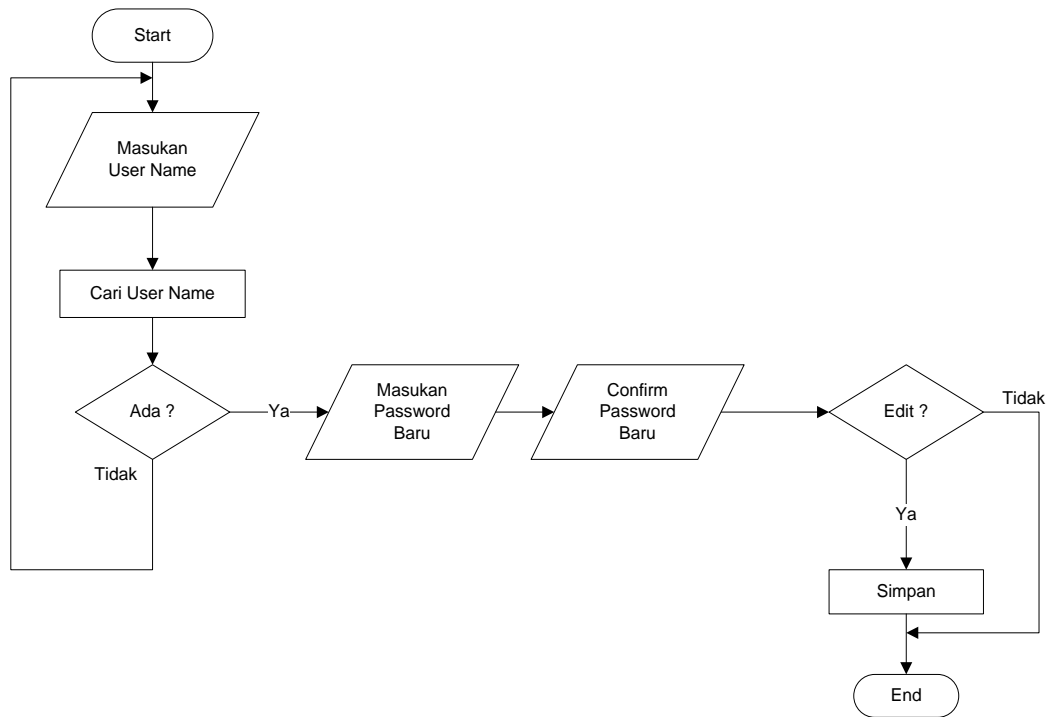 Start
Masukan
User Name
Cari User Name
Ada ?
Ya
Tidak
Masukan
Password
Baru
Confirm
Password
Baru
Edit ?
Tidak
Ya
Simpan
End